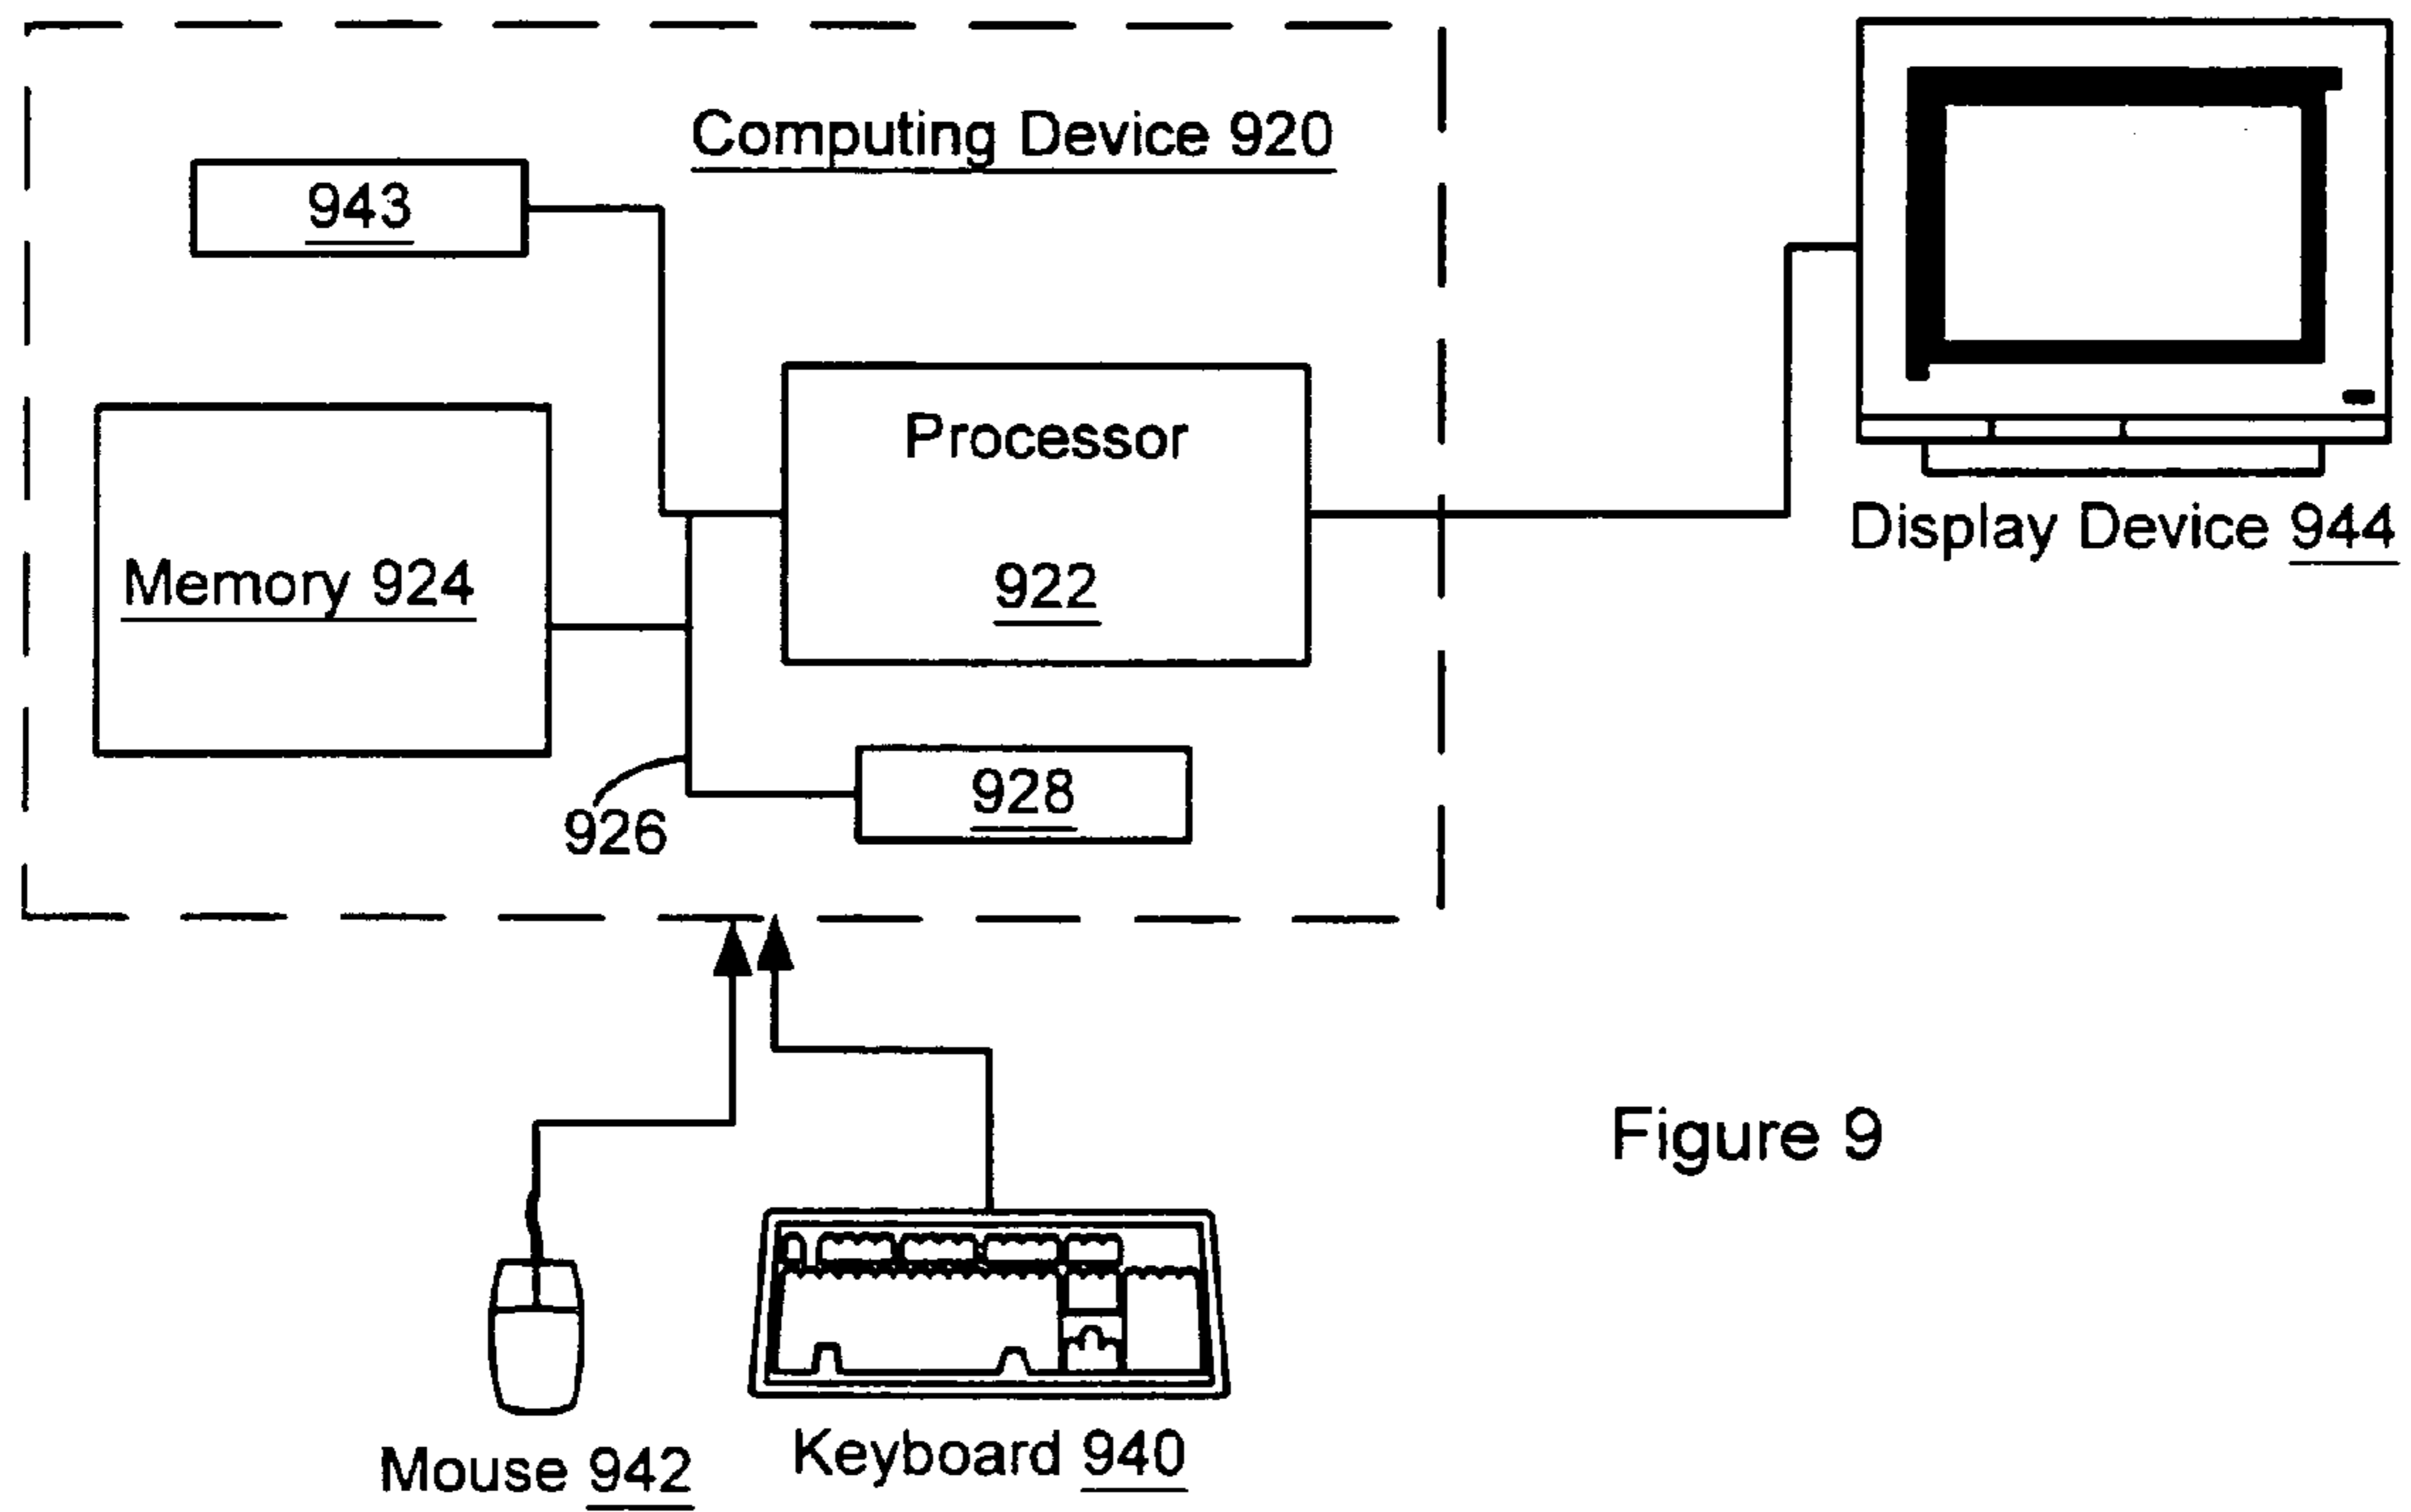 Computing Device 920
943
Processor
922
Memory 924
Display Device 944
928
926
Figure 9
Mouse 942
Keyboard 940